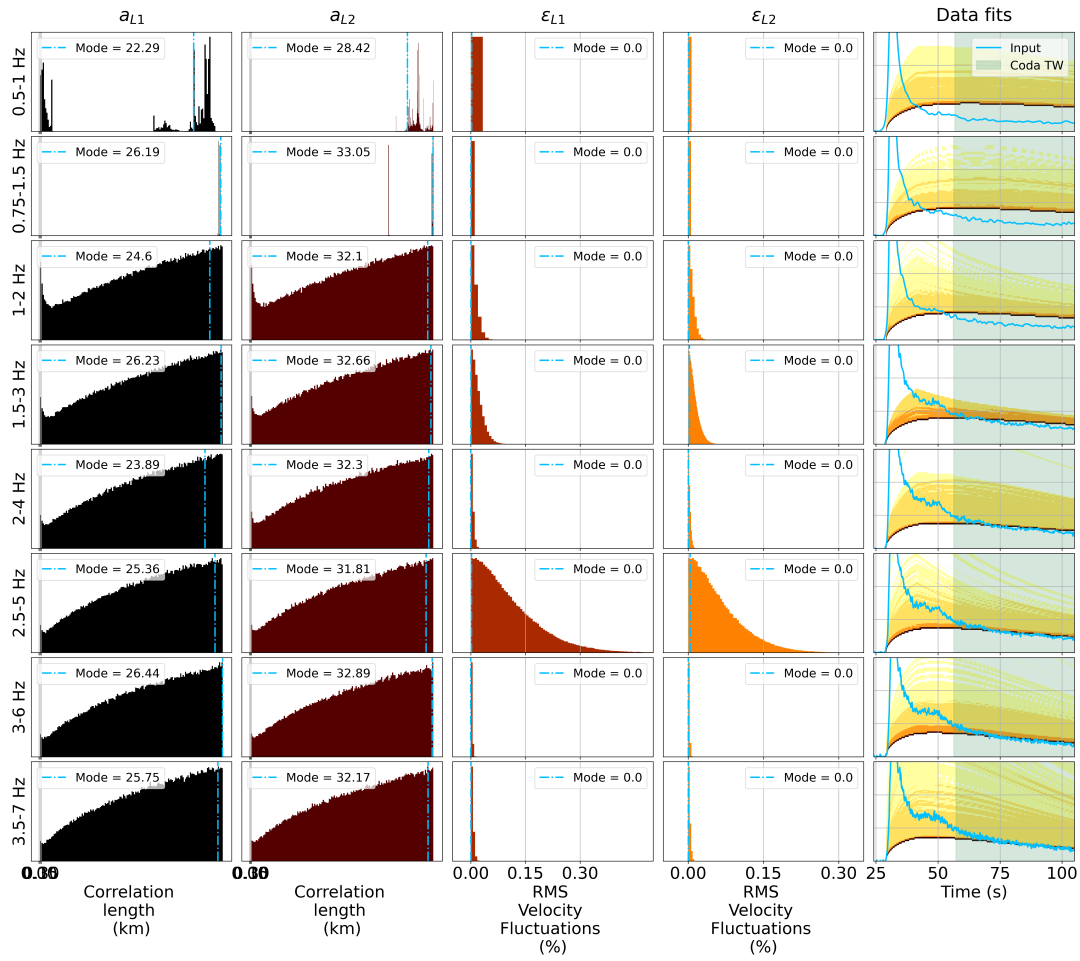 a_{L1} a_{L2} ε_{L1} ε_{L2} Data fits
0.5-1 Hz
Mode = 22.29
Mode = 28.42
Mode = 0.0
Mode = 0.0
Input
Coda TW
0.75-1.5 Hz
Mode = 26.19
Mode = 33.05
Mode = 0.0
Mode = 0.0
1-2 Hz
Mode = 24.6
Mode = 32.1
Mode = 0.0
Mode = 0.0
1.5-3 Hz
Mode = 26.23
Mode = 32.66
Mode = 0.0
Mode = 0.0
2-4 Hz
Mode = 23.89
Mode = 32.3
Mode = 0.0
Mode = 0.0
2.5-5 Hz
Mode = 25.36
Mode = 31.81
Mode = 0.0
Mode = 0.0
3-6 Hz
Mode = 26.44
Mode = 32.89
Mode = 0.0
Mode = 0.0
3.5-7 Hz
Mode = 25.75
Mode = 32.17
Mode = 0.0
Mode = 0.0
0.00 0.15 0.30
0.00 0.15 0.30
25 50 75 100
Correlation
length
(km)
Correlation
length
(km)
RMS
Velocity
Fluctuations
(%)
RMS
Velocity
Fluctuations
(%)
Time (s)